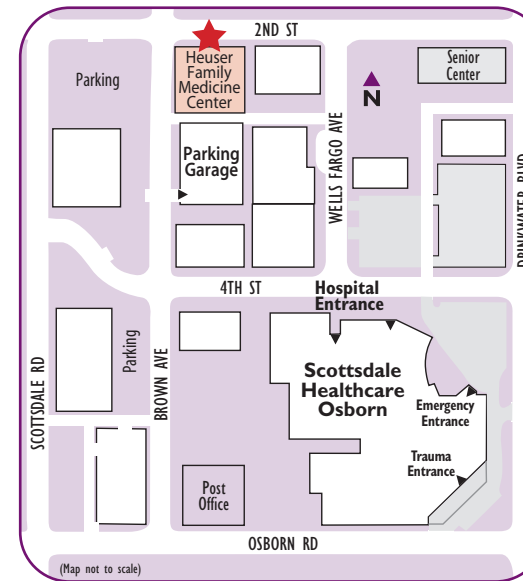 2ND ST
Heuser
Family
Medicine
Center
Senior
Center
Parking
N
Parking
Garage
WELLS FARGO AVE
DRINKWATER BLVD
4TH ST
Hospital
Entrance
Scottsdale
Healthcare
Osborn
Parking
BROWN AVE
SCOTTSDALE RD
Emergency
Entrance
Trauma
Entrance
Post
Office
OSBORN RD
(Map not to scale)